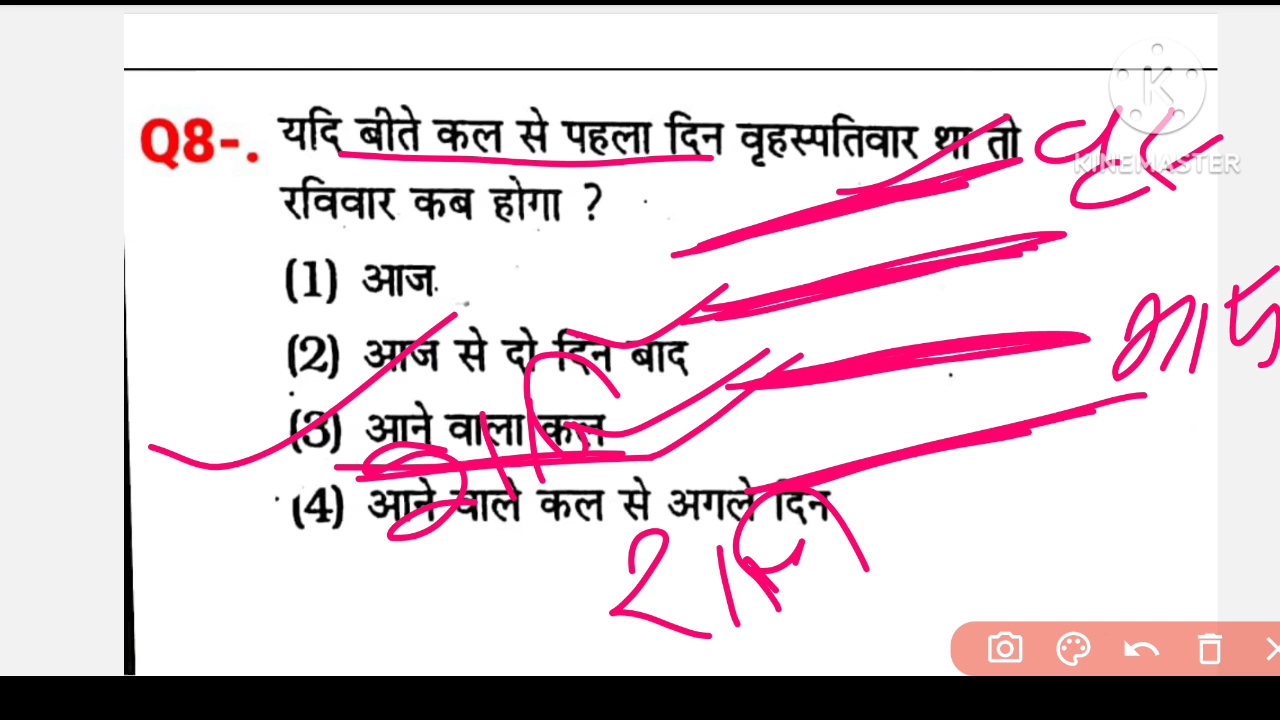 Q8-. यदि बीते कल से पहला दिन वृहस्पतिवार था तो
रविवार कब होगा ?
(1) आज
(2) आज से दो दिन बाद
(3) आने वाला कल
(4) आने वाले कल से अगले दिन
KINEMASTER